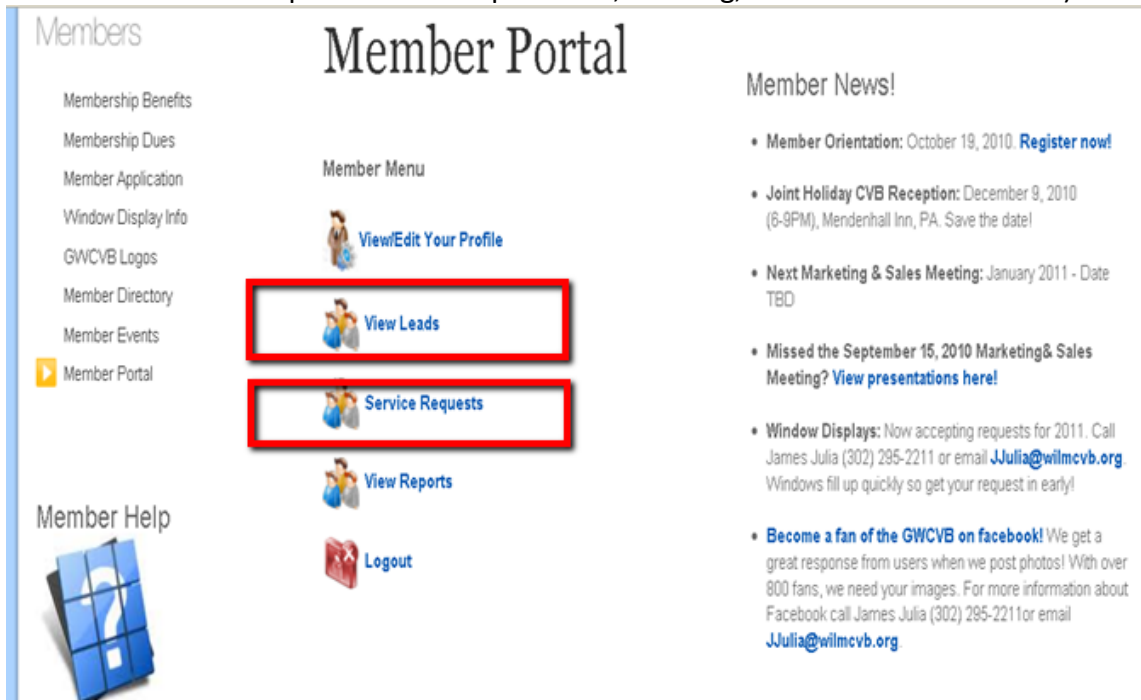 Members
Membership Benefits
Membership Dues
Member Application
Window Display Info
GWCVB Logos
Member Directory
Member Events
Member Portal
Member Help
Member Portal
Member Menu
View/Edit Your Profile
View Leads
Service Requests
View Reports
Logout
Member News!
• Member Orientation: October 19, 2010. Register now!
• Joint Holiday CVB Reception: December 9, 2010
(6-9PM), Mendenhall Inn, PA. Save the date!
• Next Marketing & Sales Meeting: January 2011 - Date
TBD
• Missed the September 15, 2010 Marketing& Sales
Meeting? View presentations here!
• Window Displays: Now accepting requests for 2011. Call
James Julia (302) 295-2211 or email JJulia@wilmcvb.org.
Windows fill up quickly so get your request in early!
• Become a fan of the GWCVB on facebook! We get a
great response from users when we post photos! With over
800 fans, we need your images. For more information about
Facebook call James Julia (302) 295-2211or email
JJulia@wilmcvb.org.